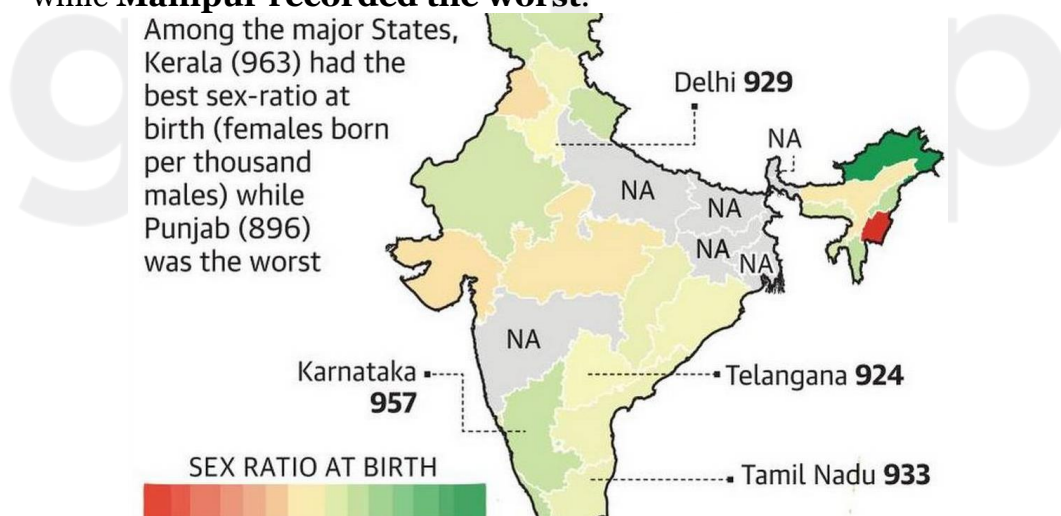 while Manipur recorded the worst.
Among the major States,
Kerala (963) had the
best sex-ratio at
birth (females born
per thousand
males) while
Punjab (896)
was the worst
Delhi 929
NA
NA
NA
NA
NA
NA
Karnataka
957
Telangana 924
Tamil Nadu 933
SEX RATIO AT BIRTH